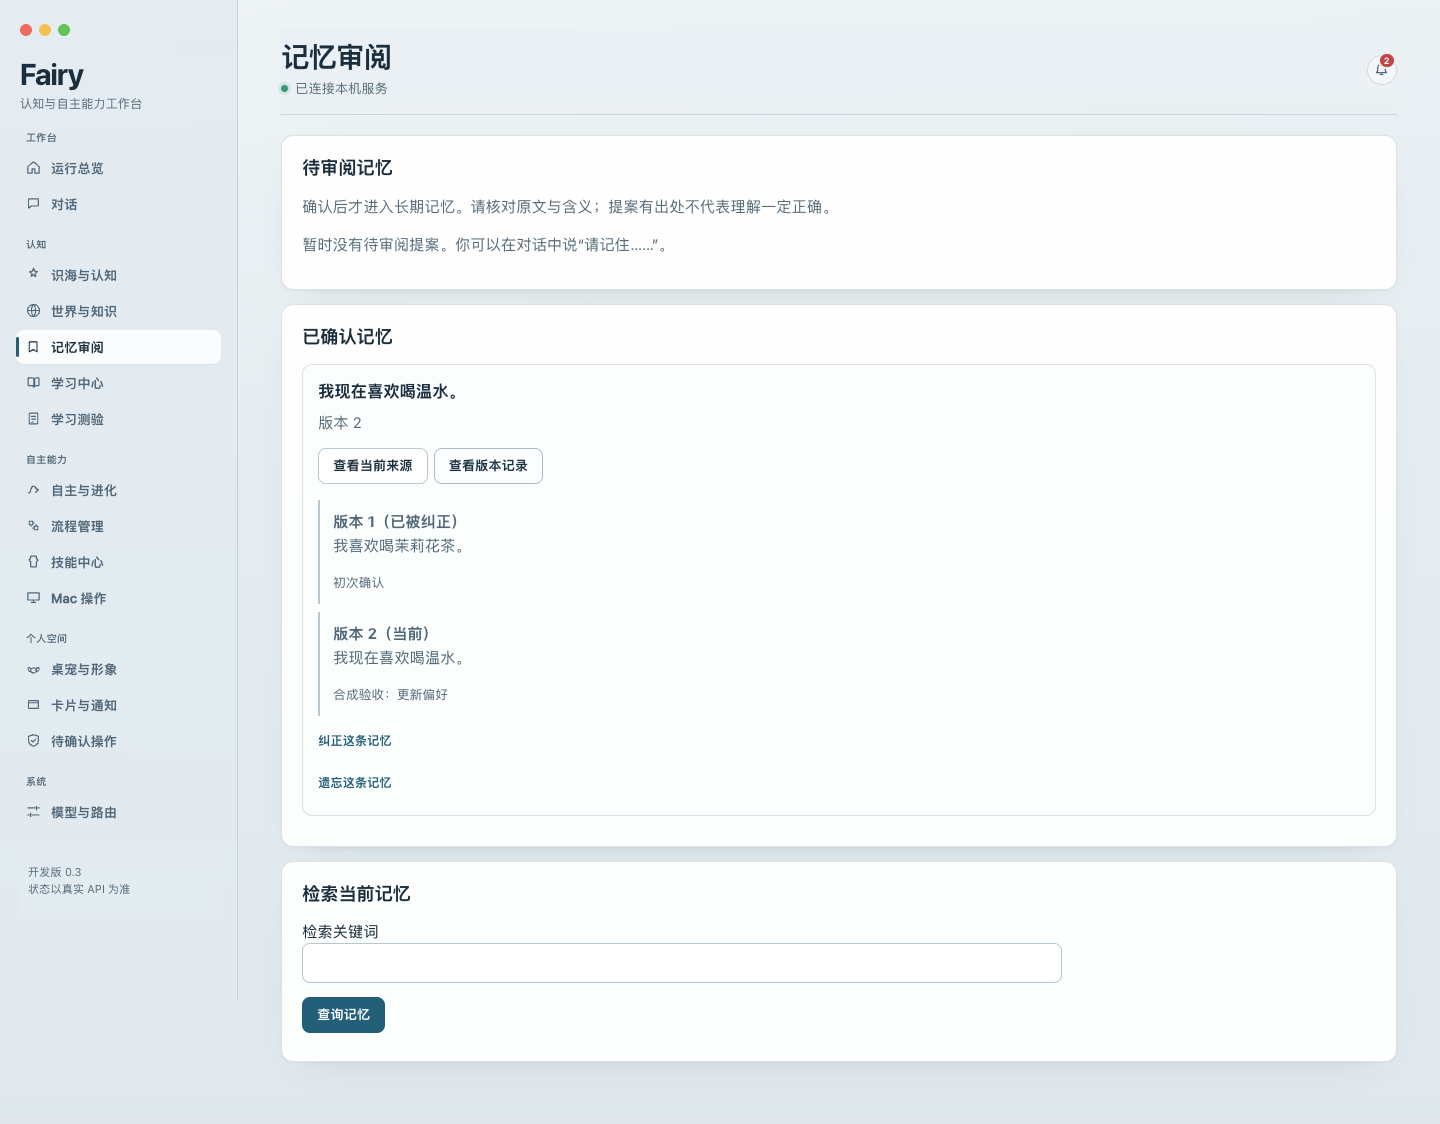 Fairy
认知与自主能力工作台
工作台
运行总览
对话
认知
识海与认知
世界与知识
记忆审阅
学习中心
学习测验
自主能力
自主与进化
流程管理
技能中心
Mac 操作
个人空间
桌宠与形象
卡片与通知
待确认操作
系统
模型与路由
开发版 0.3
状态以真实 API 为准
记忆审阅
已连接本机服务
2
待审阅记忆
确认后才进入长期记忆。请核对原文与含义；提案有出处不代表理解一定正确。
暂时没有待审阅提案。你可以在对话中说“请记住……”。
已确认记忆
我现在喜欢喝温水。
版本 2
查看当前来源
查看版本记录
版本 1（已被纠正）
我喜欢喝茉莉花茶。
初次确认
版本 2（当前）
我现在喜欢喝温水。
合成验收：更新偏好
纠正这条记忆
遗忘这条记忆
检索当前记忆
检索关键词
查询记忆